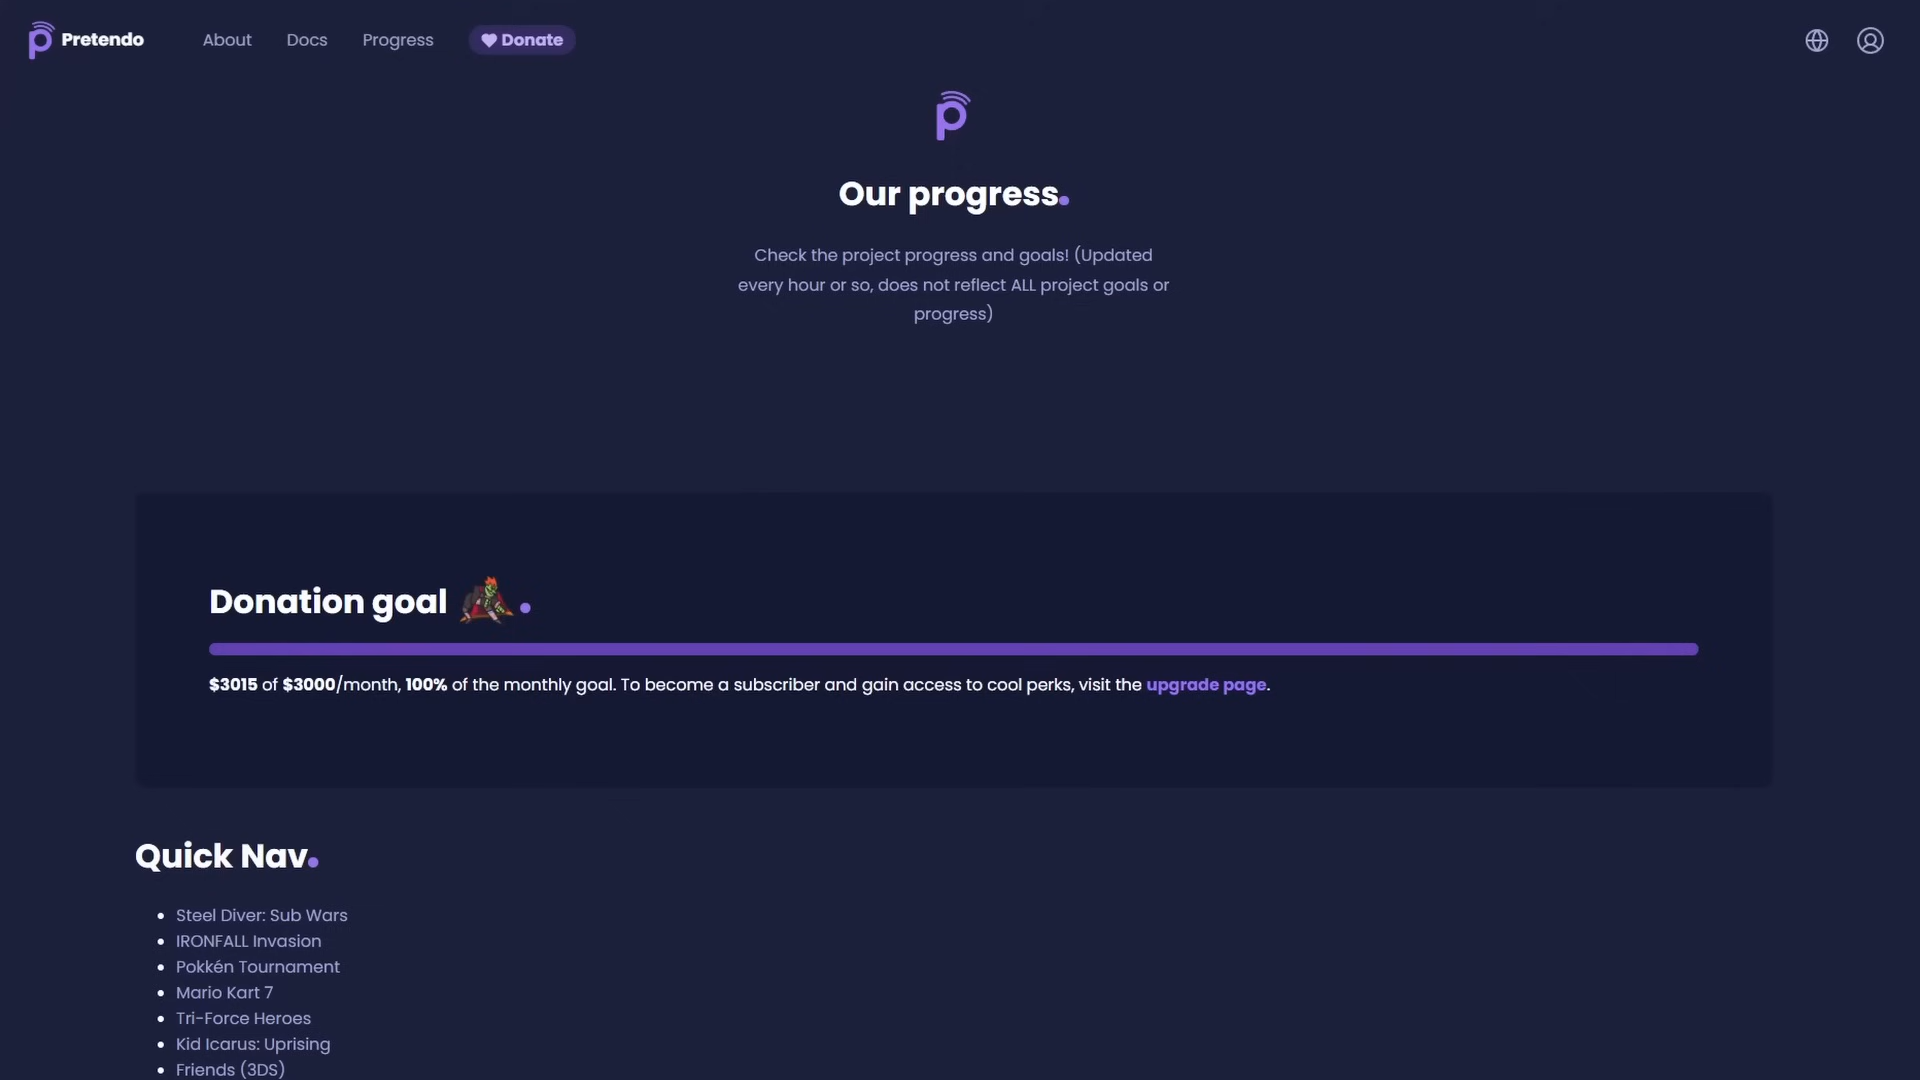 Pretendo
About
Docs
Progress
Donate
Our progress.
Check the project progress and goals! (Updated
every hour or so, does not reflect ALL project goals or
progress)
Donation goal .
$3015 of $3000/month, 100% of the monthly goal. To become a subscriber and gain access to cool perks, visit the upgrade page.
Quick Nav.
Steel Diver: Sub Wars
IRONFALL Invasion
Pokkén Tournament
Mario Kart 7
Tri-Force Heroes
Kid Icarus: Uprising
Friends (3DS)